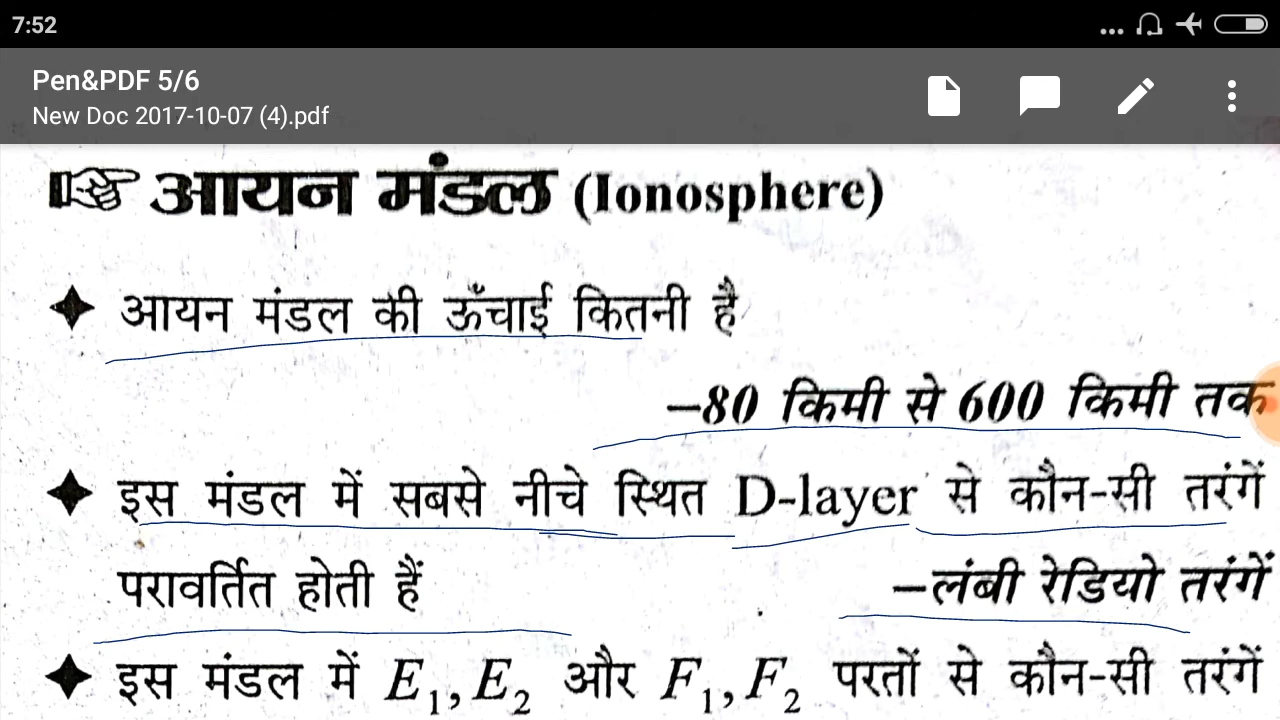 7:52
Pen&PDF 5/6
New Doc 2017-10-07 (4).pdf
आयन मंडल (Ionosphere)
आयन मंडल की ऊँचाई कितनी है
–80 किमी से 600 किमी तक
इस मंडल में सबसे नीचे स्थित D-layer से कौन-सी तरंगें
परावर्तित होती हैं –लंबी रेडियो तरंगें
इस मंडल में E₁, E₂ और F₁, F₂ परतों से कौन-सी तरंगें